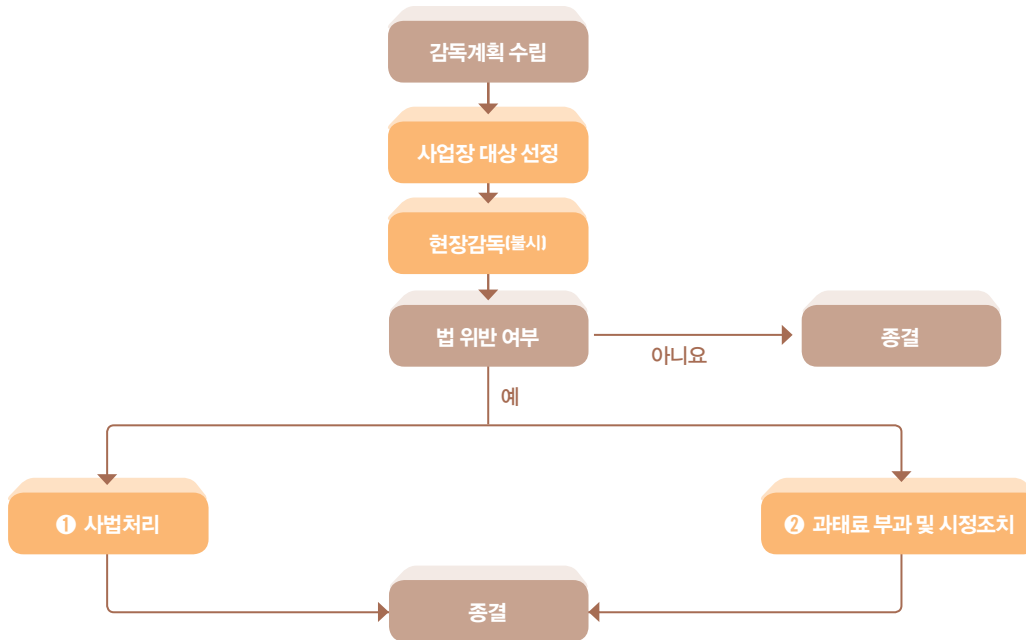 감독계획 수립
사업장 대상 선정
현장감독(불시)
법 위반 여부
아니요
종결
예
❶ 사법처리
❷ 과태료 부과 및 시정조치
종결